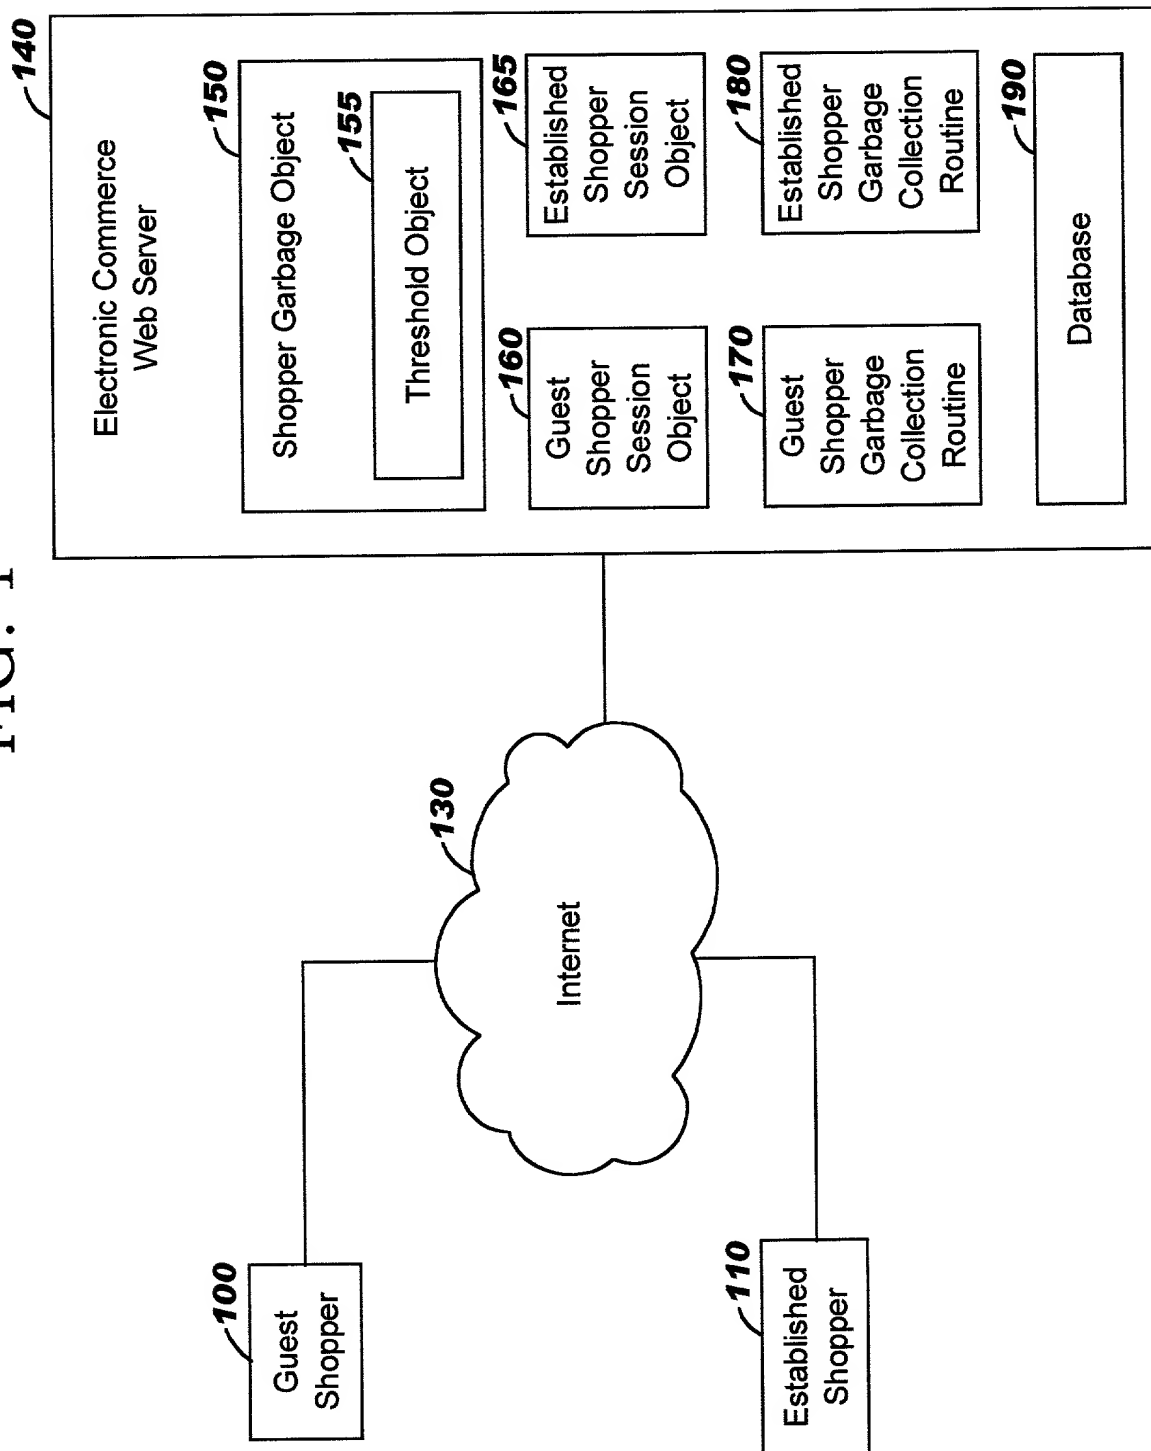 FIG. 1
100
Guest
Shopper
110
Established
Shopper
130
Internet
140
Electronic Commerce
Web Server
150
Shopper Garbage Object
155
Threshold Object
160
Guest
Shopper
Session
Object
165
Established
Shopper
Session
Object
170
Guest
Shopper
Garbage
Collection
Routine
180
Established
Shopper
Garbage
Collection
Routine
190
Database